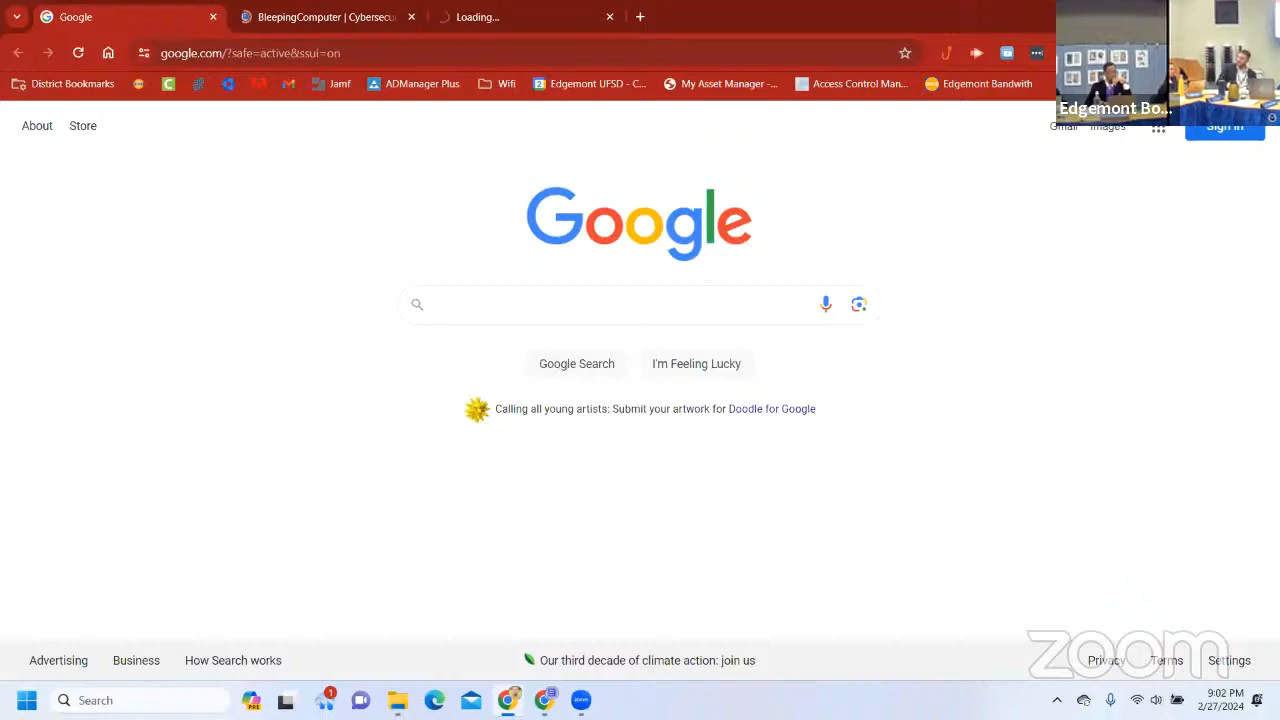 Google
BleepingComputer | Cybersecu
Loading...
google.com/?safe=active&ssui=on
District Bookmarks
Jamf
ADManager Plus
Wifi
Edgemont UFSD - C...
My Asset Manager -...
Access Control Man...
Edgemont Bandwith
Edgemont Bo...
About
Store
Gmail
Images
Sign in
Google
Google Search
I'm Feeling Lucky
Calling all young artists: Submit your artwork for Doodle for Google
zoom
Advertising
Business
How Search works
Our third decade of climate action: join us
Privacy
Terms
Settings
Search
1
zoom
9:02 PM
2/27/2024